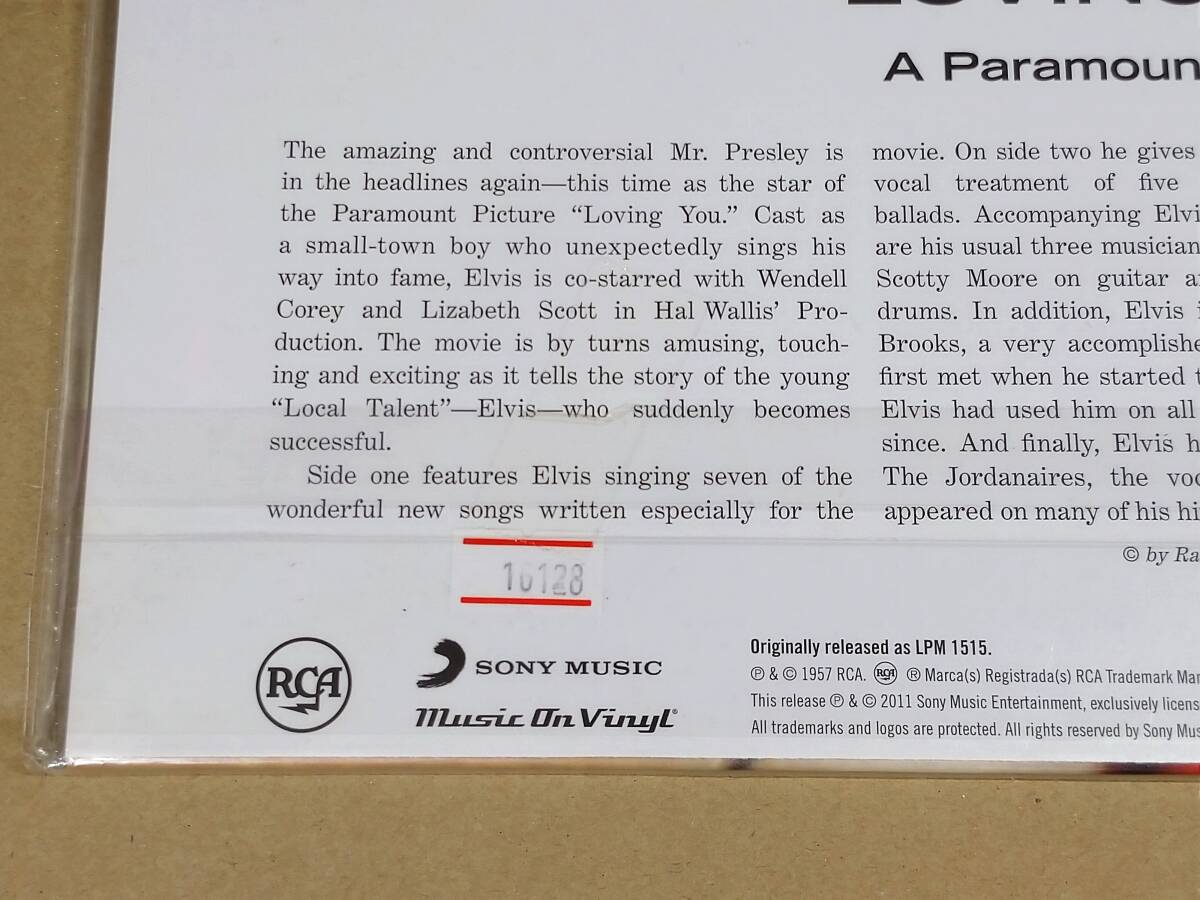 A Paramoun
The amazing and controversial Mr. Presley is
in the headlines again—this time as the star of
the Paramount Picture “Loving You.” Cast as
a small-town boy who unexpectedly sings his
way into fame, Elvis is co-starred with Wendell
Corey and Lizabeth Scott in Hal Wallis’ Pro-
duction. The movie is by turns amusing, touch-
ing and exciting as it tells the story of the young
“Local Talent”—Elvis—who suddenly becomes
successful.
Side one features Elvis singing seven of the
wonderful new songs written especially for the
movie. On side two he gives
vocal treatment of five
ballads. Accompanying Elvi
are his usual three musician
Scotty Moore on guitar a
drums. In addition, Elvis i
Brooks, a very accomplishe
first met when he started t
Elvis had used him on all
since. And finally, Elvis h
The Jordanaires, the voc
appeared on many of his hi
© by Ra
16128
RCA
SONY MUSIC
Music On Vinyl®
Originally released as LPM 1515.
℗ & © 1957 RCA. RCA ® Marca(s) Registrada(s) RCA Trademark Man
This release ℗ & © 2011 Sony Music Entertainment, exclusively licens
All trademarks and logos are protected. All rights reserved by Sony Mus